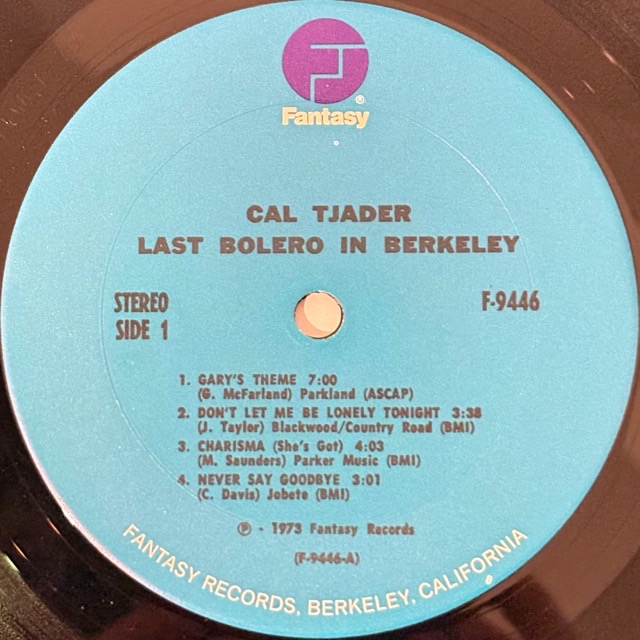 Fantasy®
CAL TJADER
LAST BOLERO IN BERKELEY
STEREO
SIDE 1
F-9446
1. GARY'S THEME 7:00
(G. McFarland) Parkland (ASCAP)
2. DON'T LET ME BE LONELY TONIGHT 3:38
(J. Taylor) Blackwood/Country Road (BMI)
3. CHARISMA (She's Got) 4:03
(M. Saunders) Parker Music (BMI)
4. NEVER SAY GOODBYE 3:01
(C. Davis) Jobete (BMI)
℗ - 1973 Fantasy Records
(F-9446-A)
FANTASY RECORDS, BERKELEY, CALIFORNIA